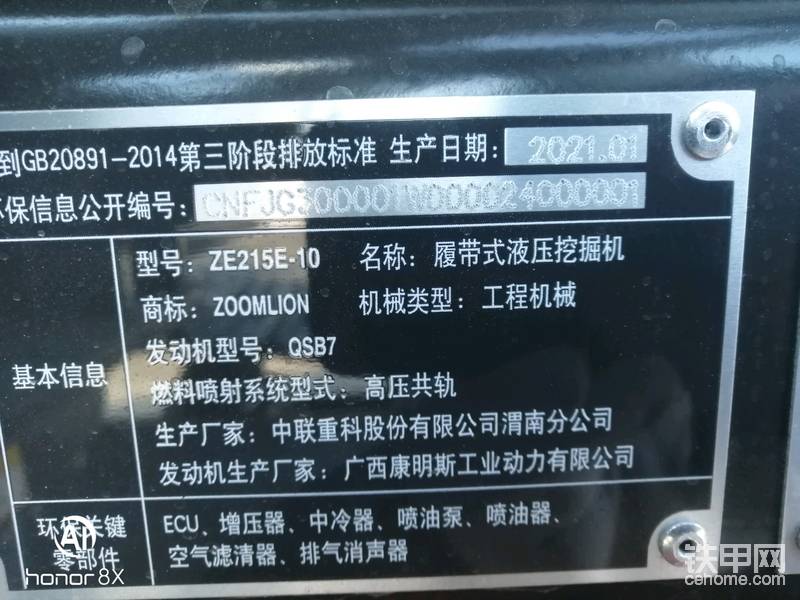 到GB20891-2014第三阶段排放标准 生产日期: 2021.01
环保信息公开编号: CNFJG300001W000024000001
型号: ZE215E-10 名称: 履带式液压挖掘机
商标: ZOOMLION 机械类型: 工程机械
发动机型号: QSB7
基本信息
燃料喷射系统型式: 高压共轨
生产厂家: 中联重科股份有限公司渭南分公司
发动机生产厂家: 广西康明斯工业动力有限公司
环保关键
零部件
ECU、增压器、中冷器、喷油泵、喷油器、
空气滤清器、排气消声器
AI
honor 8X
铁甲网
cehome.com